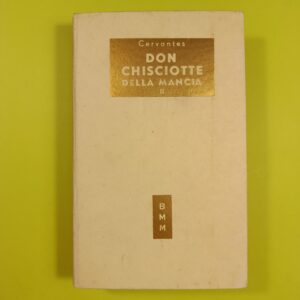 Cervantes
DON
CHISCIOTTE
DELLA MANCIA
II
B
M
M